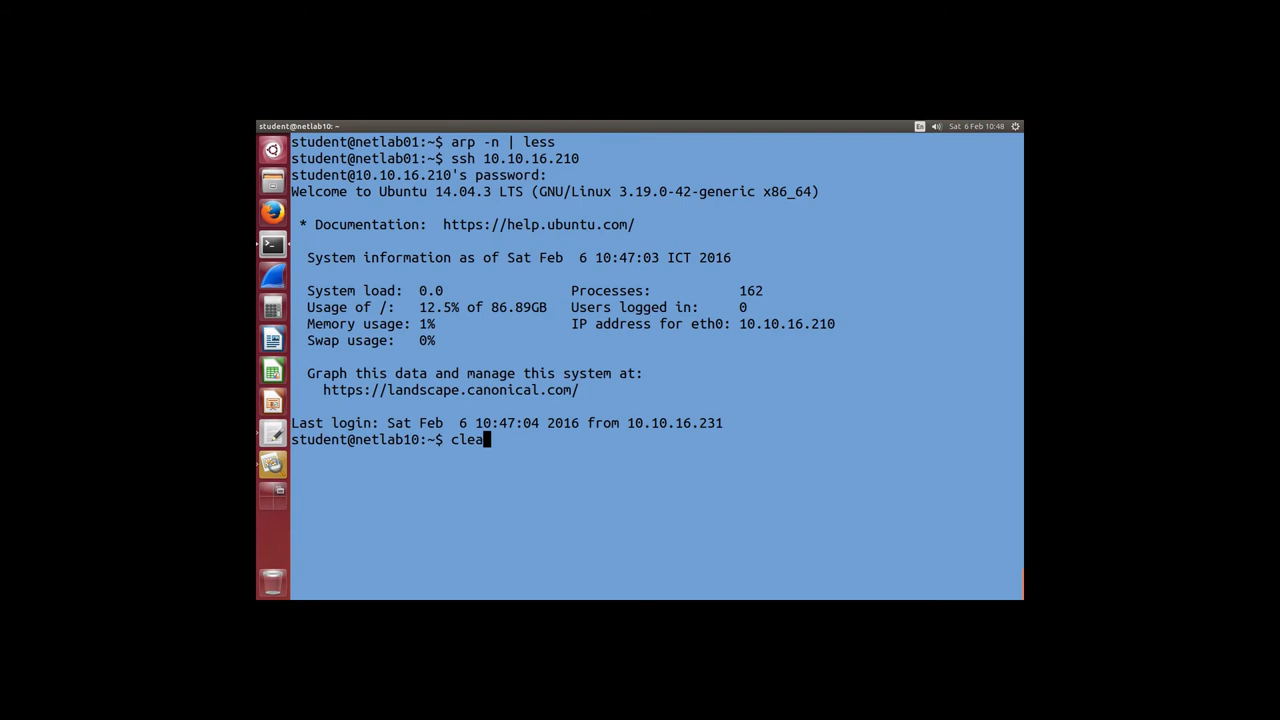 student@netlab10: ~
En
Sat 6 Feb 10:48
student@netlab01:~$ arp -n | less
student@netlab01:~$ ssh 10.10.16.210
student@10.10.16.210's password:
Welcome to Ubuntu 14.04.3 LTS (GNU/Linux 3.19.0-42-generic x86_64)
* Documentation:  https://help.ubuntu.com/
System information as of Sat Feb  6 10:47:03 ICT 2016
System load:  0.0                Processes:           162
Usage of /:   12.5% of 86.89GB   Users logged in:     0
Memory usage: 1%                 IP address for eth0: 10.10.16.210
Swap usage:   0%
Graph this data and manage this system at:
https://landscape.canonical.com/
Last login: Sat Feb  6 10:47:04 2016 from 10.10.16.231
student@netlab10:~$ clea